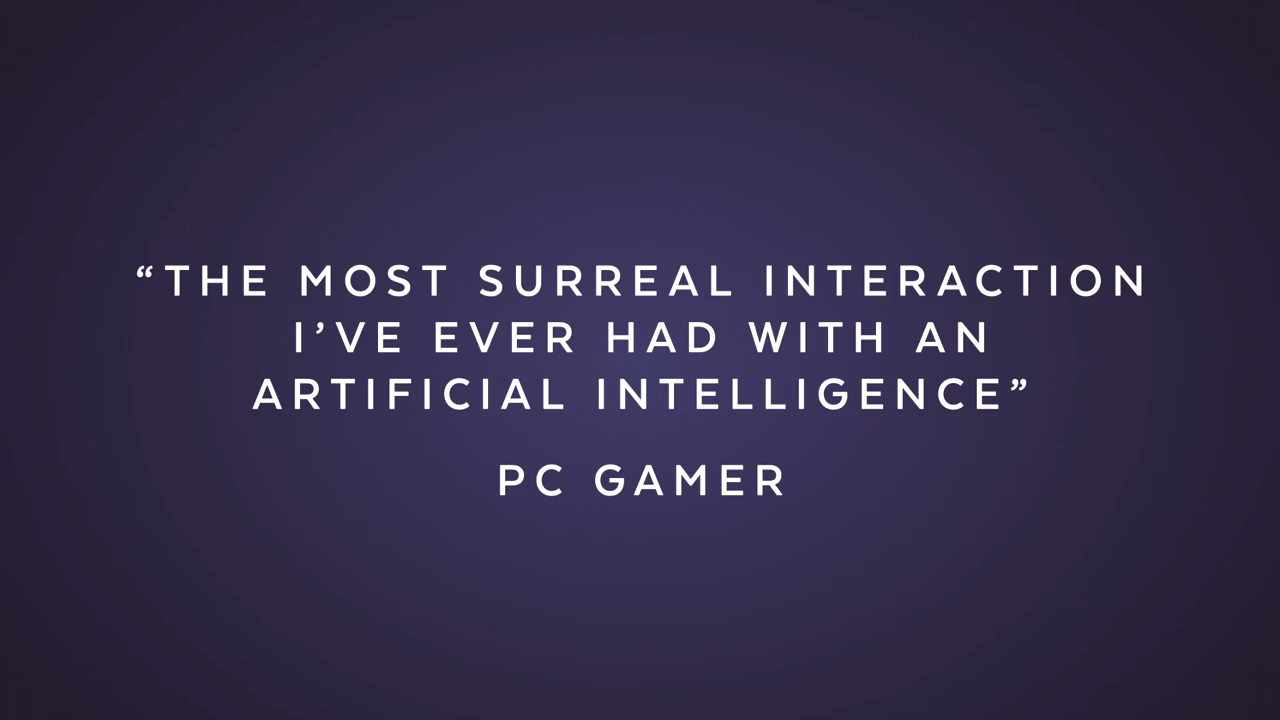 “THE MOST SURREAL INTERACTION
I’VE EVER HAD WITH AN
ARTIFICIAL INTELLIGENCE”
PC GAMER